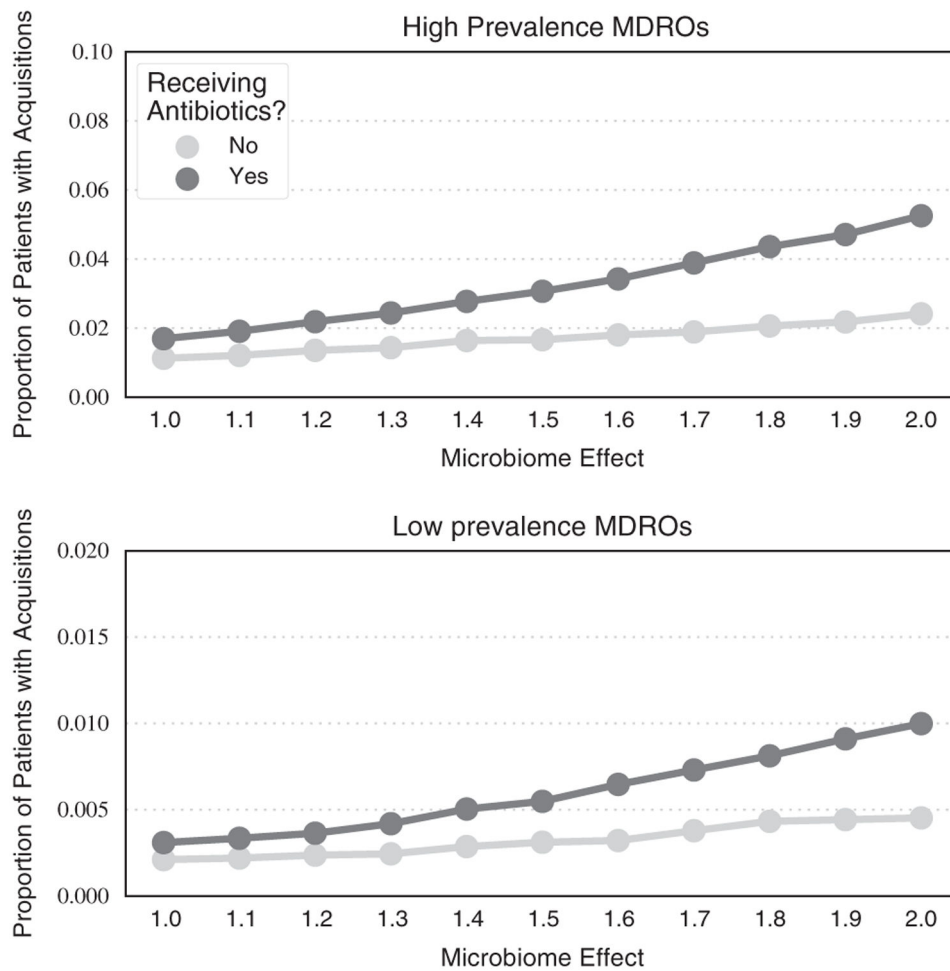 High Prevalence MDROs
Proportion of Patients with Acquisitions
0.10
0.08
0.06
0.04
0.02
0.00
Receiving
Antibiotics?
No
Yes
1.0 1.1 1.2 1.3 1.4 1.5 1.6 1.7 1.8 1.9 2.0
Microbiome Effect
Low prevalence MDROs
Proportion of Patients with Acquisitions
0.020
0.015
0.010
0.005
0.000
1.0 1.1 1.2 1.3 1.4 1.5 1.6 1.7 1.8 1.9 2.0
Microbiome Effect